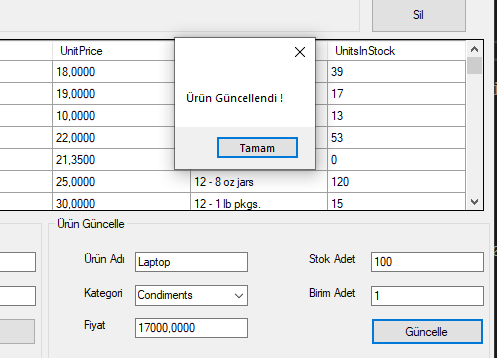 Sil
UnitPrice UnitsInStock
18,0000 39
19,0000 17
10,0000 13
22,0000 53
21,3500 0
25,0000 12 - 8 oz jars 120
30,0000 12 - 1 lb pkgs. 15
Ürün Güncellendi !
Tamam
Ürün Güncelle
Ürün Adı Laptop Stok Adet 100
Kategori Condiments Birim Adet 1
Fiyat 17000,0000 Güncelle